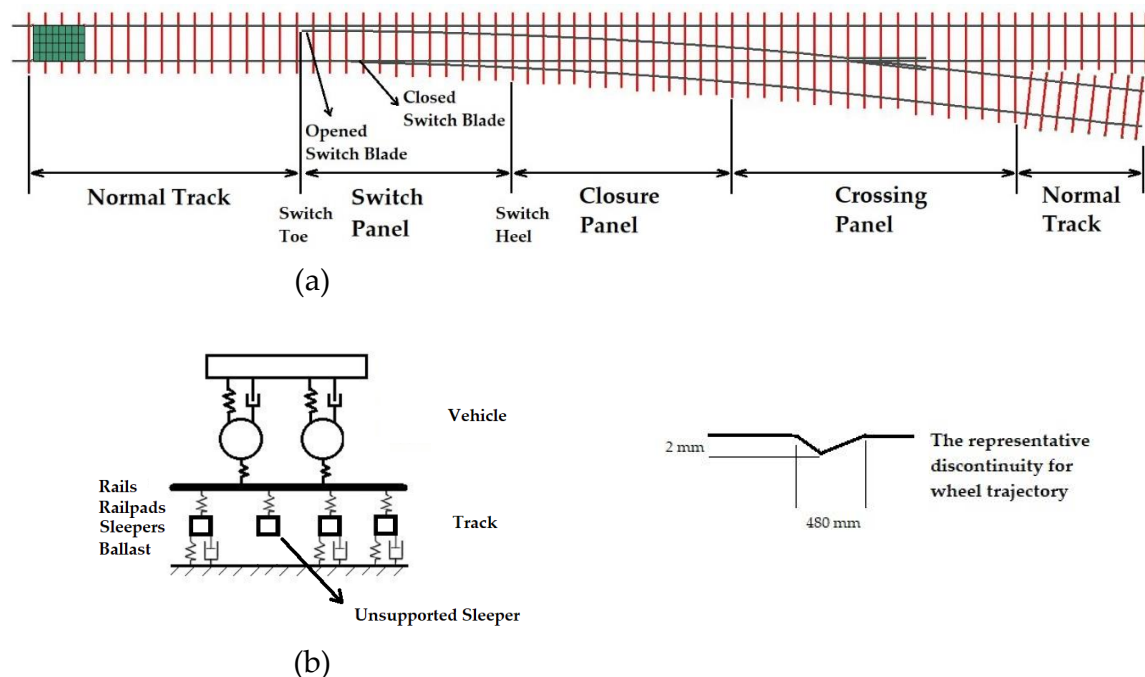 Closed
Switch Blade
Opened
Switch Blade
Normal Track
Switch
Toe
Switch
Panel
Switch
Heel
Closure
Panel
Crossing
Panel
Normal
Track
(a)
Vehicle
Rails
Railpads
Sleepers
Ballast
Track
Unsupported Sleeper
2 mm
480 mm
The representative
discontinuity for
wheel trajectory
(b)